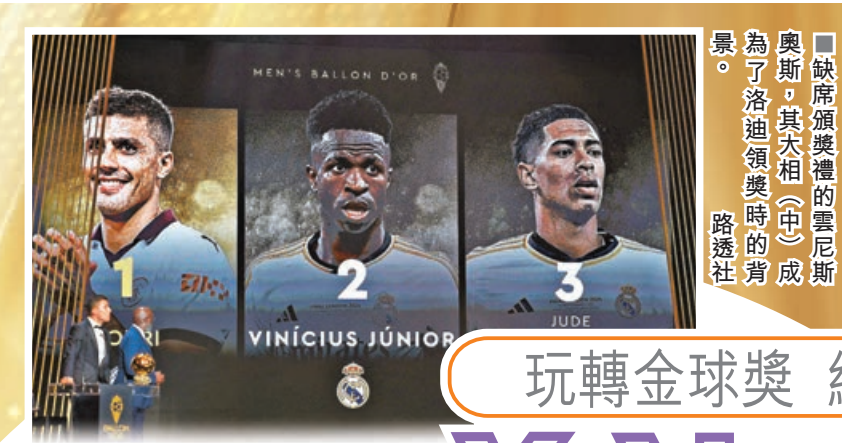 MEN'S BALLON D'OR
1
2
3
VINÍCIUS JÚNIOR
JUDE
■缺席頒獎禮的雲尼斯
奧斯，其大相（中）成
為了洛迪領獎時的背
景。 路透社
玩轉金球獎